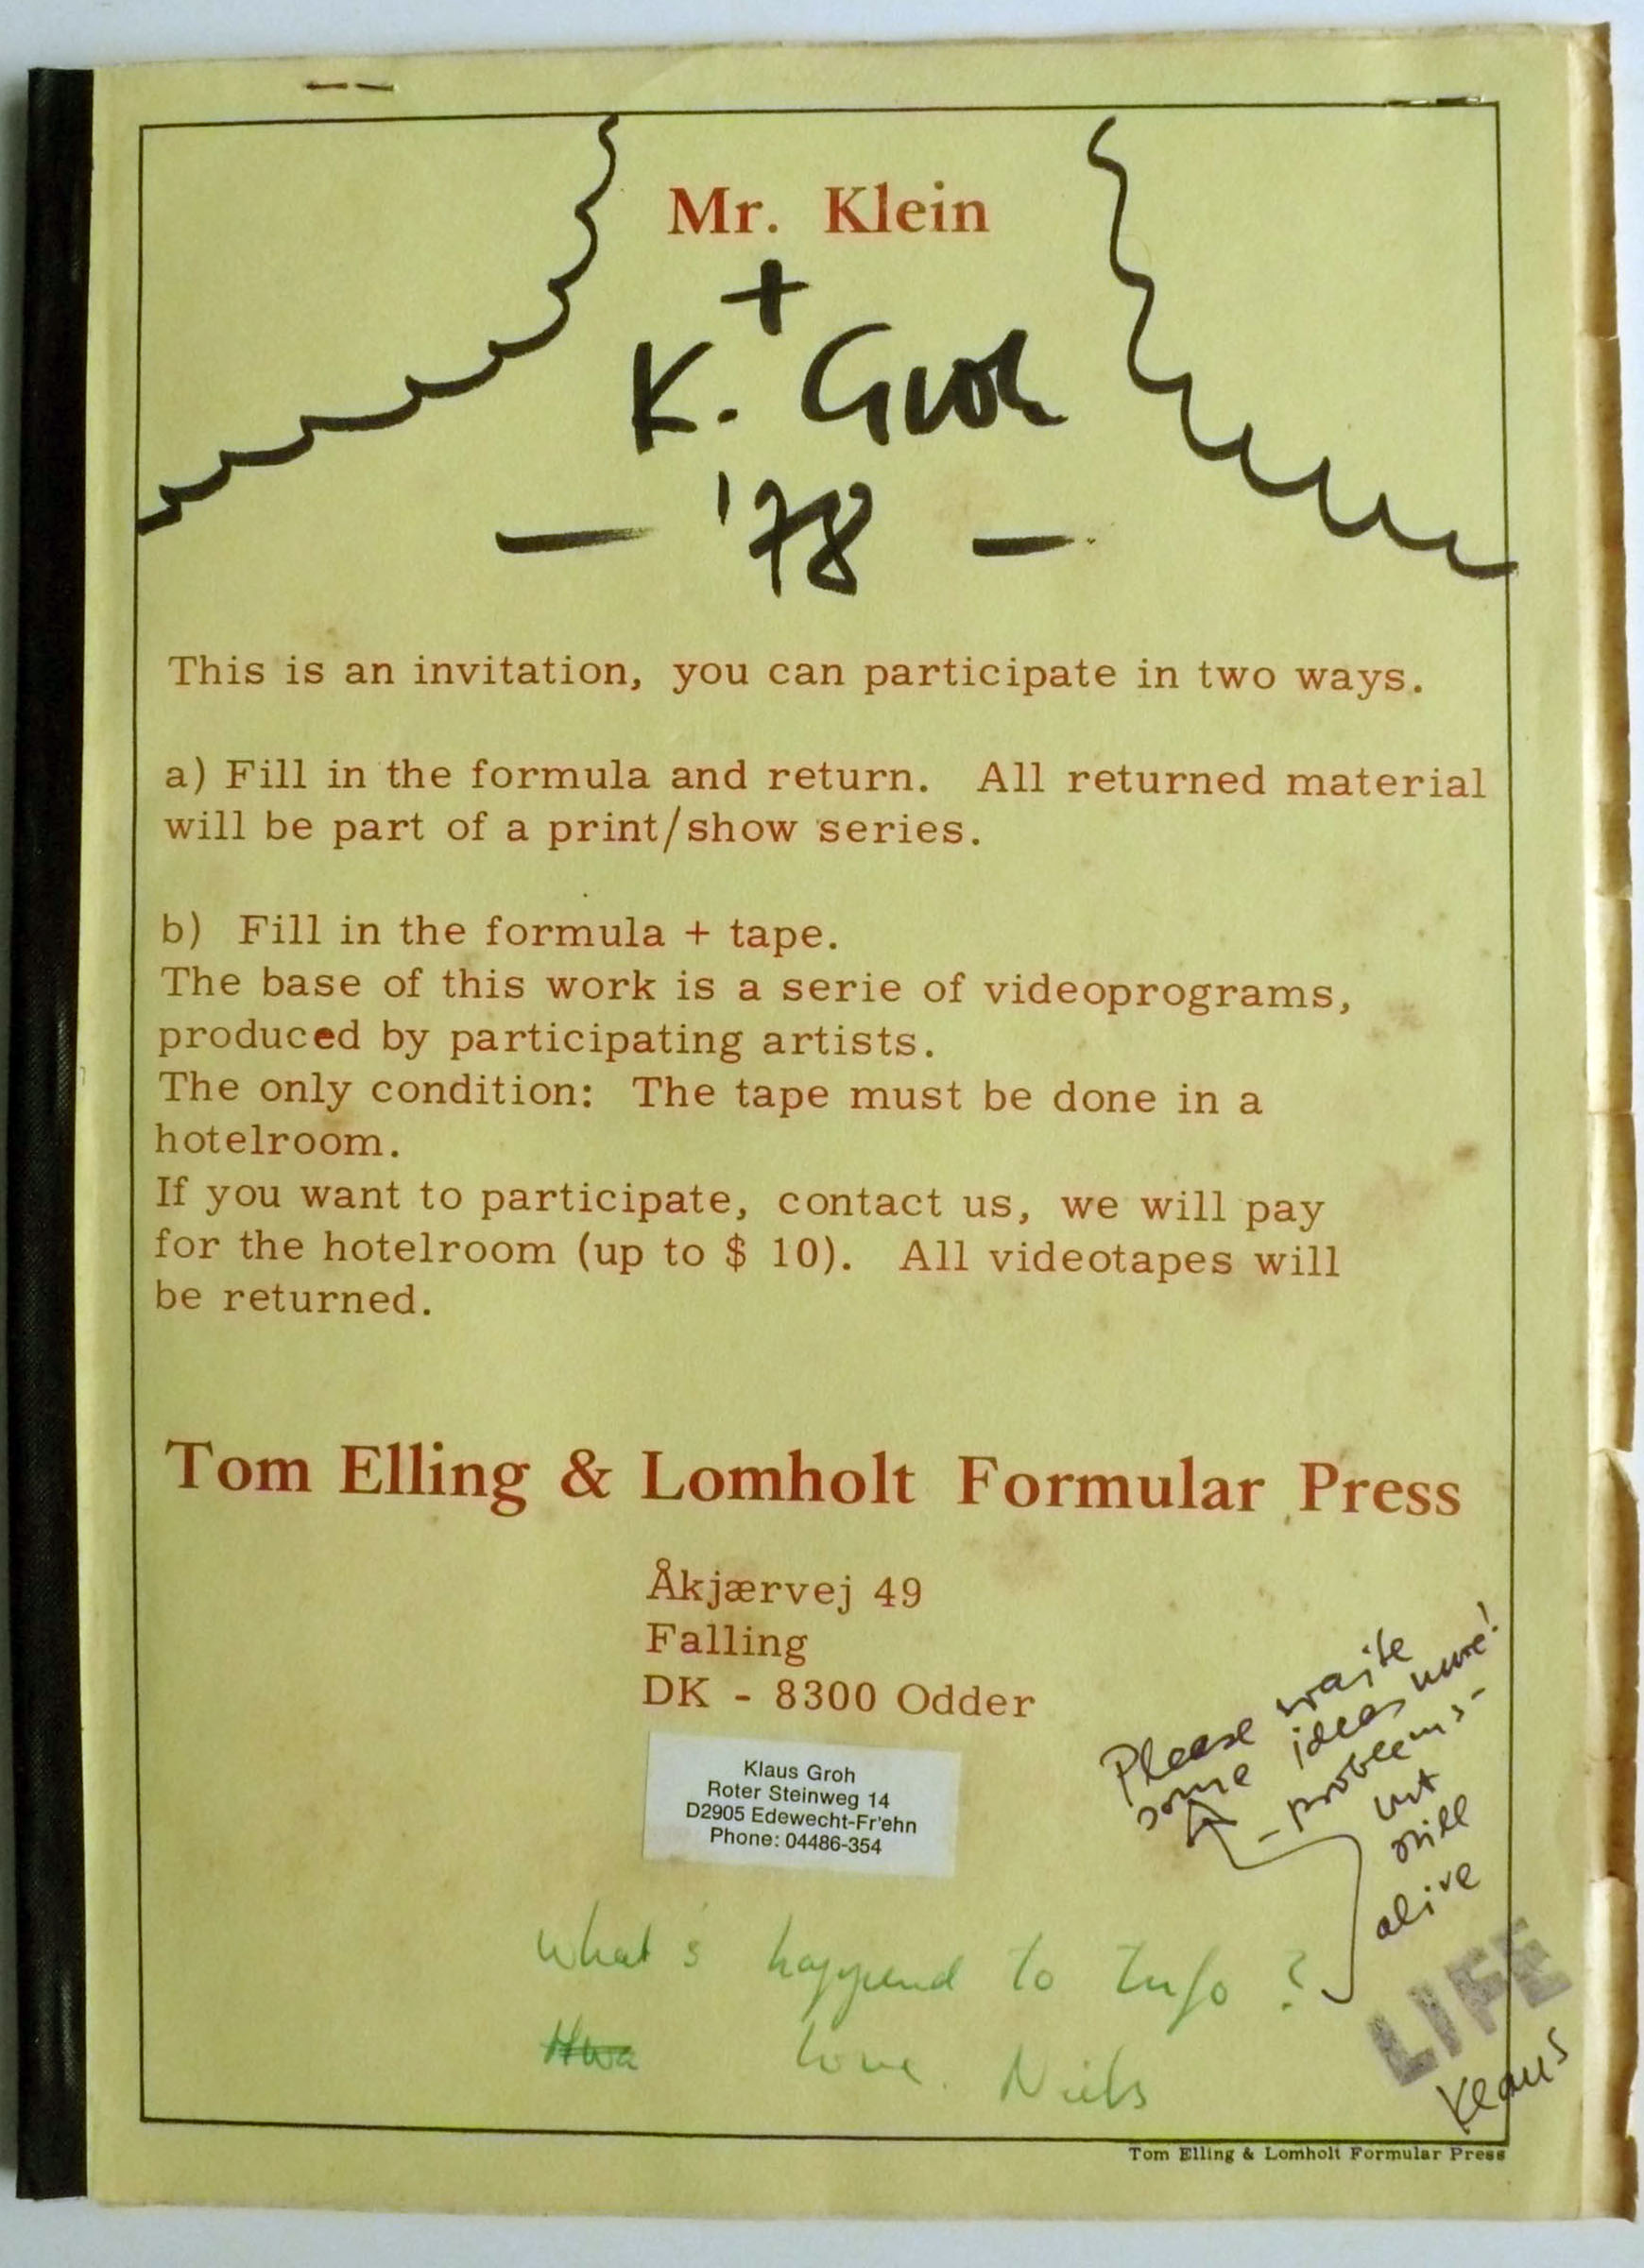 Mr. Klein
+
K. Groh
— '78 —
This is an invitation, you can participate in two ways.
a) Fill in the formula and return. All returned material
will be part of a print/show series.
b) Fill in the formula + tape.
The base of this work is a serie of videoprograms,
produced by participating artists.
The only condition: The tape must be done in a
hotelroom.
If you want to participate, contact us, we will pay
for the hotelroom (up to $ 10). All videotapes will
be returned.
Tom Elling & Lomholt Formular Press
Åkjærvej 49
Falling
DK - 8300 Odder
Klaus Groh
Roter Steinweg 14
D2905 Edewecht-Fr'ehn
Phone: 04486-354
Please waite
some ideas more!
- problems -
but
still
alive
What's happend to Info ?
Love. Niels
LIFE
Klaus
Tom Elling & Lomholt Formular Press